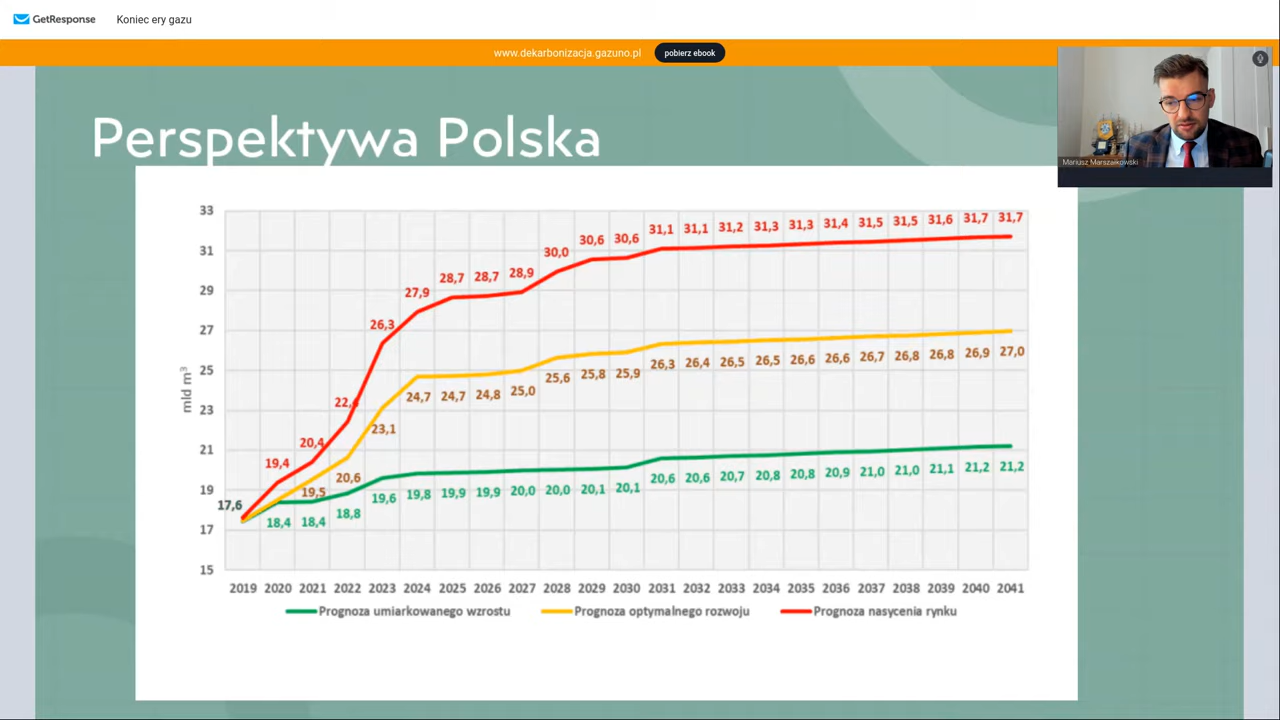 GetResponse Koniec ery gazu
www.dekarbonizacja.gazuno.pl pobierz ebook
Mariusz Marszałkowski
Perspektywa Polska
mld m³
33
31
29
27
25
23
21
19
17
15
17,6
19,4 20,4 26,3 27,9 28,7 28,7 28,9 30,0 30,6 30,6 31,1 31,1 31,2 31,3 31,3 31,4 31,5 31,5 31,6 31,7 31,7
19,5 20,6 23,1 24,7 24,7 24,8 25,0 25,6 25,8 25,9 26,3 26,4 26,5 26,5 26,6 26,6 26,7 26,8 26,8 26,9 27,0
18,4 18,4 18,8 19,6 19,8 19,9 19,9 20,0 20,0 20,1 20,1 20,6 20,6 20,7 20,8 20,8 20,9 21,0 21,0 21,1 21,2 21,2
2019 2020 2021 2022 2023 2024 2025 2026 2027 2028 2029 2030 2031 2032 2033 2034 2035 2036 2037 2038 2039 2040 2041
Prognoza umiarkowanego wzrostu Prognoza optymalnego rozwoju Prognoza nasycenia rynku